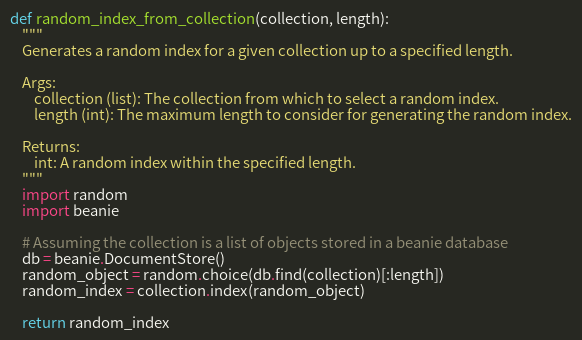 def random_index_from_collection(collection, length):
    """
    Generates a random index for a given collection up to a specified length.

    Args:
        collection (list): The collection from which to select a random index.
        length (int): The maximum length to consider for generating the random index.

    Returns:
        int: A random index within the specified length.
    """
    import random
    import beanie

    # Assuming the collection is a list of objects stored in a beanie database
    db = beanie.DocumentStore()
    random_object = random.choice(db.find(collection)[:length])
    random_index = collection.index(random_object)

    return random_index